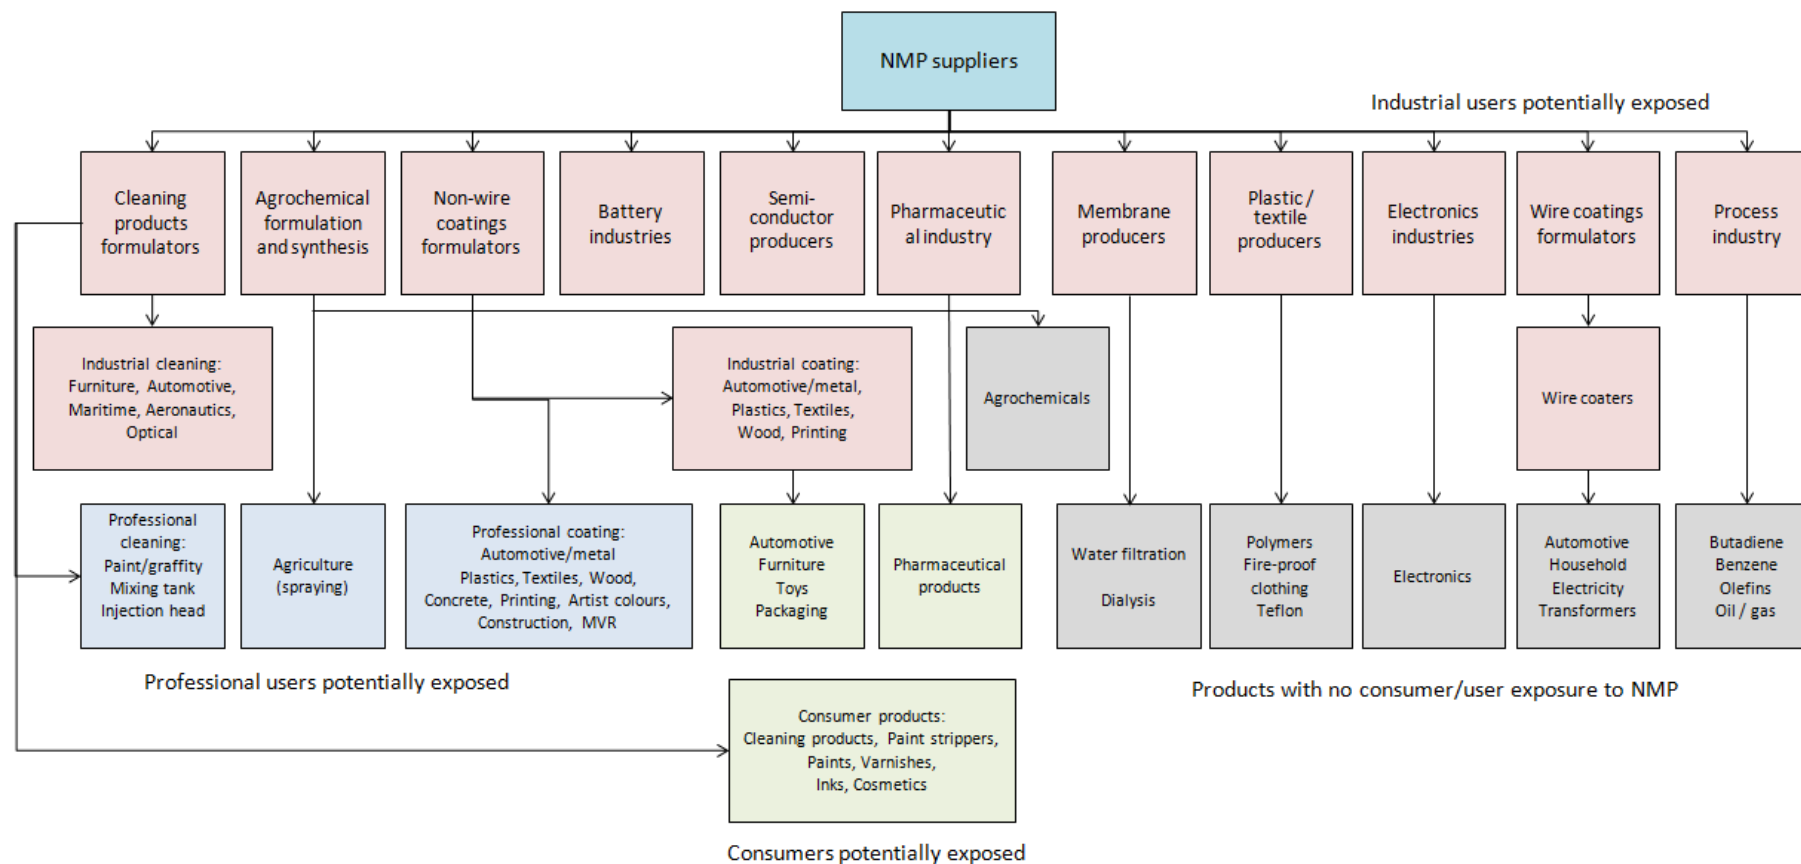 NMP suppliers
Industrial users potentially exposed
Cleaning
products
formulators
Agrochemical
formulation
and synthesis
Non-wire
coatings
formulators
Battery
industries
Semi-
conductor
producers
Pharmaceutic
al industry
Membrane
producers
Plastic /
textile
producers
Electronics
industries
Wire coatings
formulators
Process
industry
Industrial cleaning:
Furniture, Automotive,
Maritime, Aeronautics,
Optical
Industrial coating:
Automotive/metal,
Plastics, Textiles,
Wood, Printing
Agrochemicals
Wire coaters
Professional
cleaning:
Paint/graffity
Mixing tank
Injection head
Agriculture
(spraying)
Professional coating:
Automotive/metal
Plastics, Textiles, Wood,
Concrete, Printing, Artist colours,
Construction, MVR
Automotive
Furniture
Toys
Packaging
Pharmaceutical
products
Water filtration
Dialysis
Polymers
Fire-proof
clothing
Teflon
Electronics
Automotive
Household
Electricity
Transformers
Butadiene
Benzene
Olefins
Oil / gas
Professional users potentially exposed
Products with no consumer/user exposure to NMP
Consumer products:
Cleaning products, Paint strippers,
Paints, Varnishes,
Inks, Cosmetics
Consumers potentially exposed